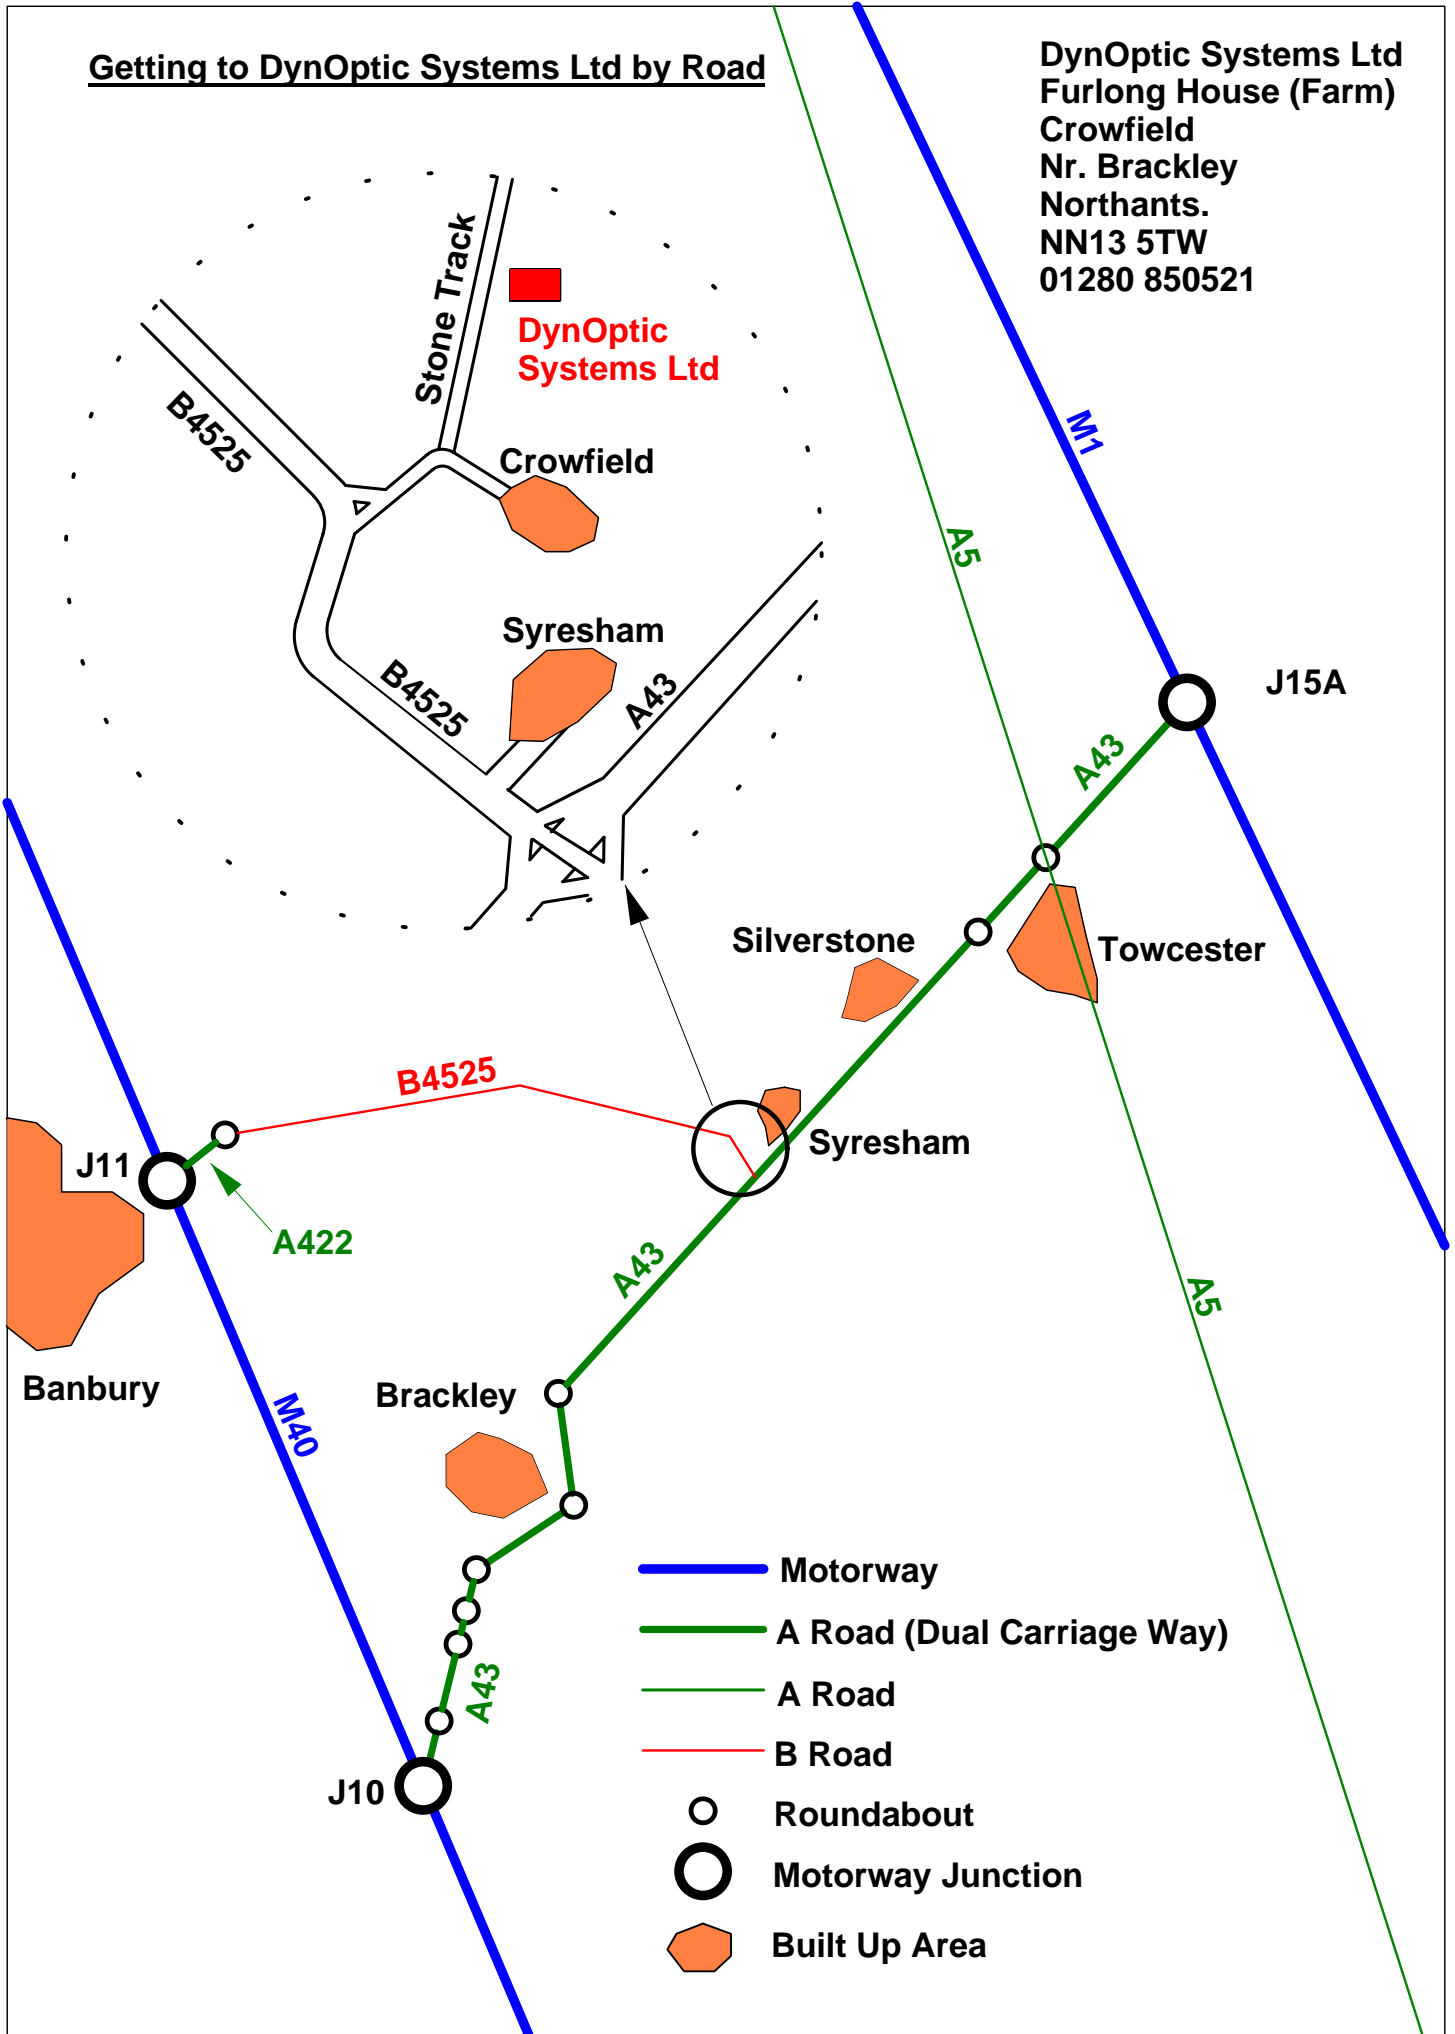 Getting to DynOptic Systems Ltd by Road
DynOptic Systems Ltd
Furlong House (Farm)
Crowfield
Nr. Brackley
Northants.
NN13 5TW
01280 850521
Stone Track
DynOptic
Systems Ltd
B4525
Crowfield
M1
A5
Syresham
B4525
A43
J15A
A43
Silverstone
Towcester
B4525
Syresham
J11
A422
A43
A5
Banbury
Brackley
M40
Motorway
A Road (Dual Carriage Way)
A43
A Road
B Road
J10
Roundabout
Motorway Junction
Built Up Area